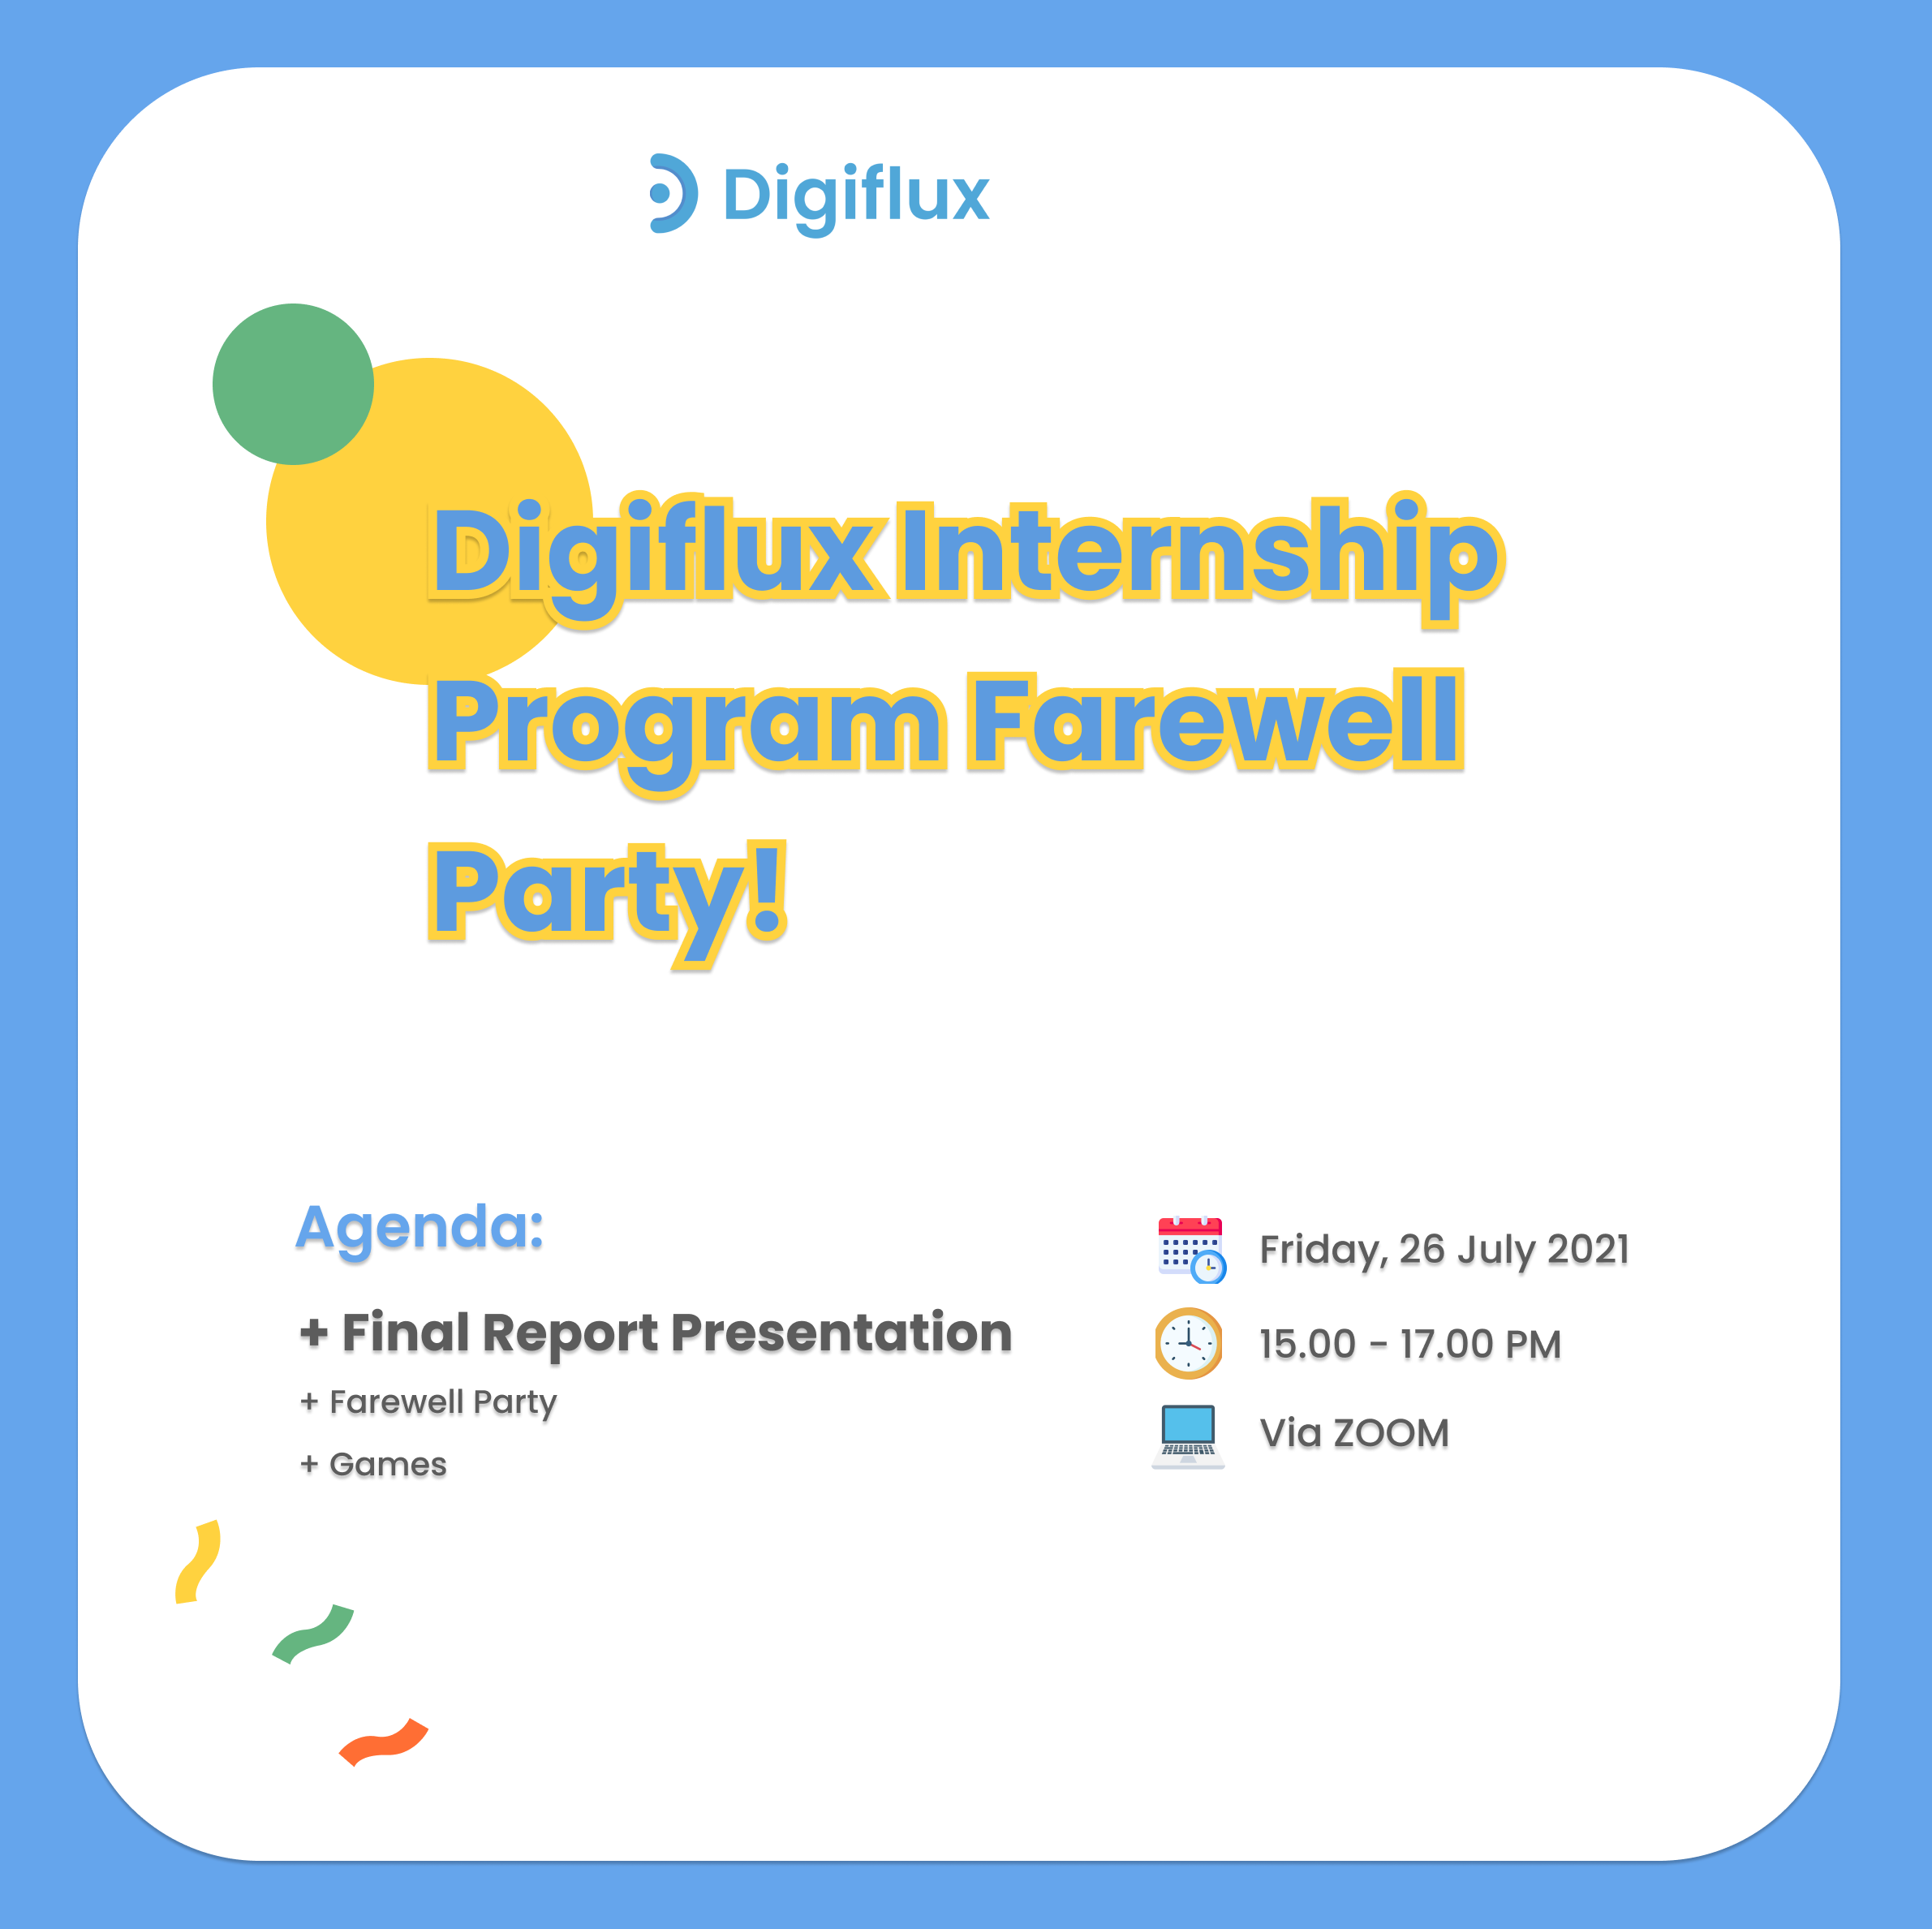 Digiflux
Digiflux Internship
Program Farewell
Party!
Agenda:
+ Final Report Presentation
+ Farewell Party
+ Games
Friday, 26 July 2021
15.00 - 17.00 PM
Via ZOOM